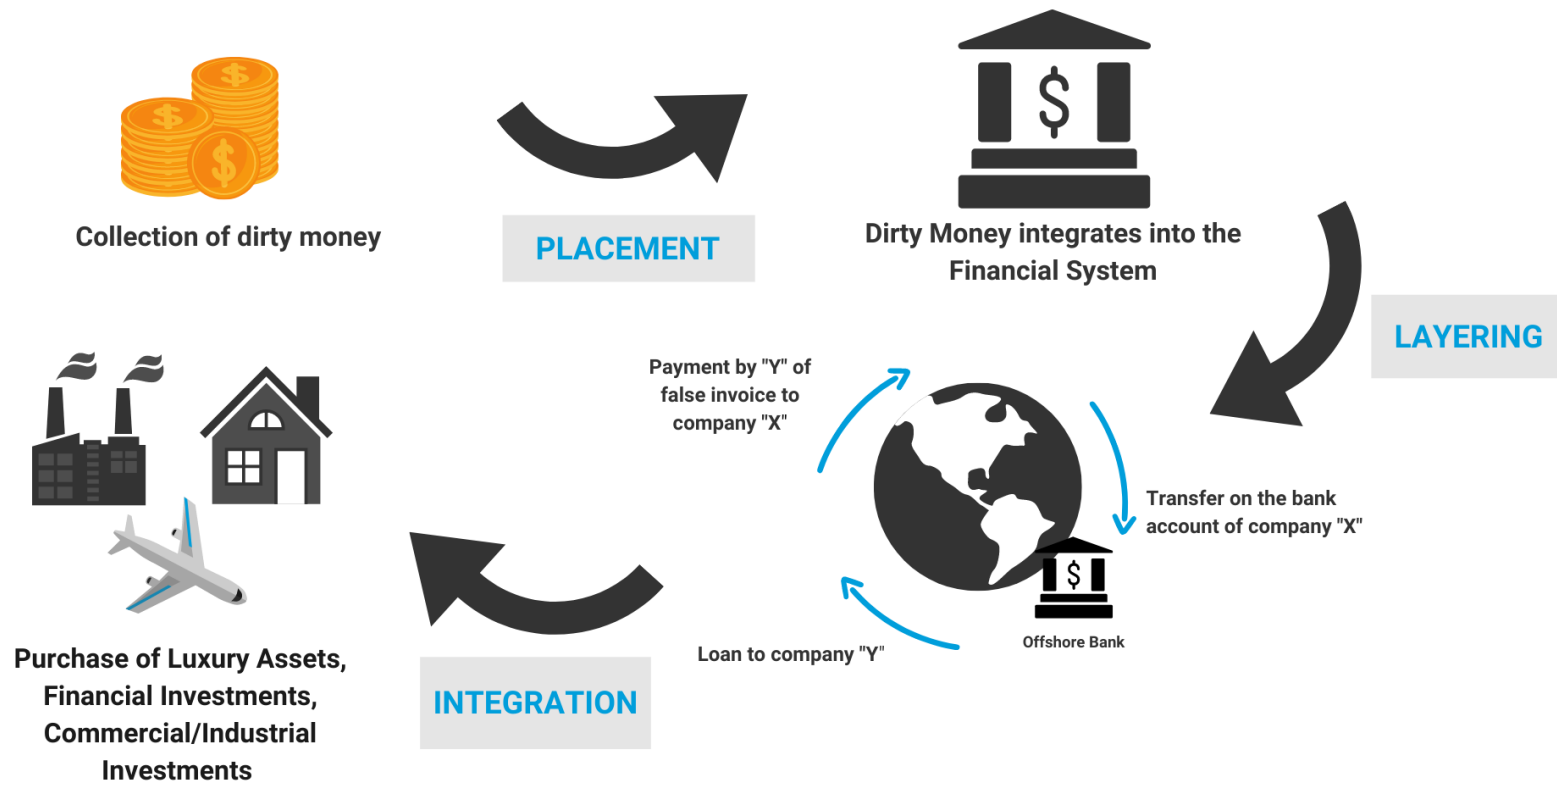 Collection of dirty money
PLACEMENT
$
Dirty Money integrates into the
Financial System
LAYERING
Payment by "Y" of
false invoice to
company "X"
Transfer on the bank
account of company "X"
$
Offshore Bank
Loan to company "Y"
INTEGRATION
Purchase of Luxury Assets,
Financial Investments,
Commercial/Industrial
Investments